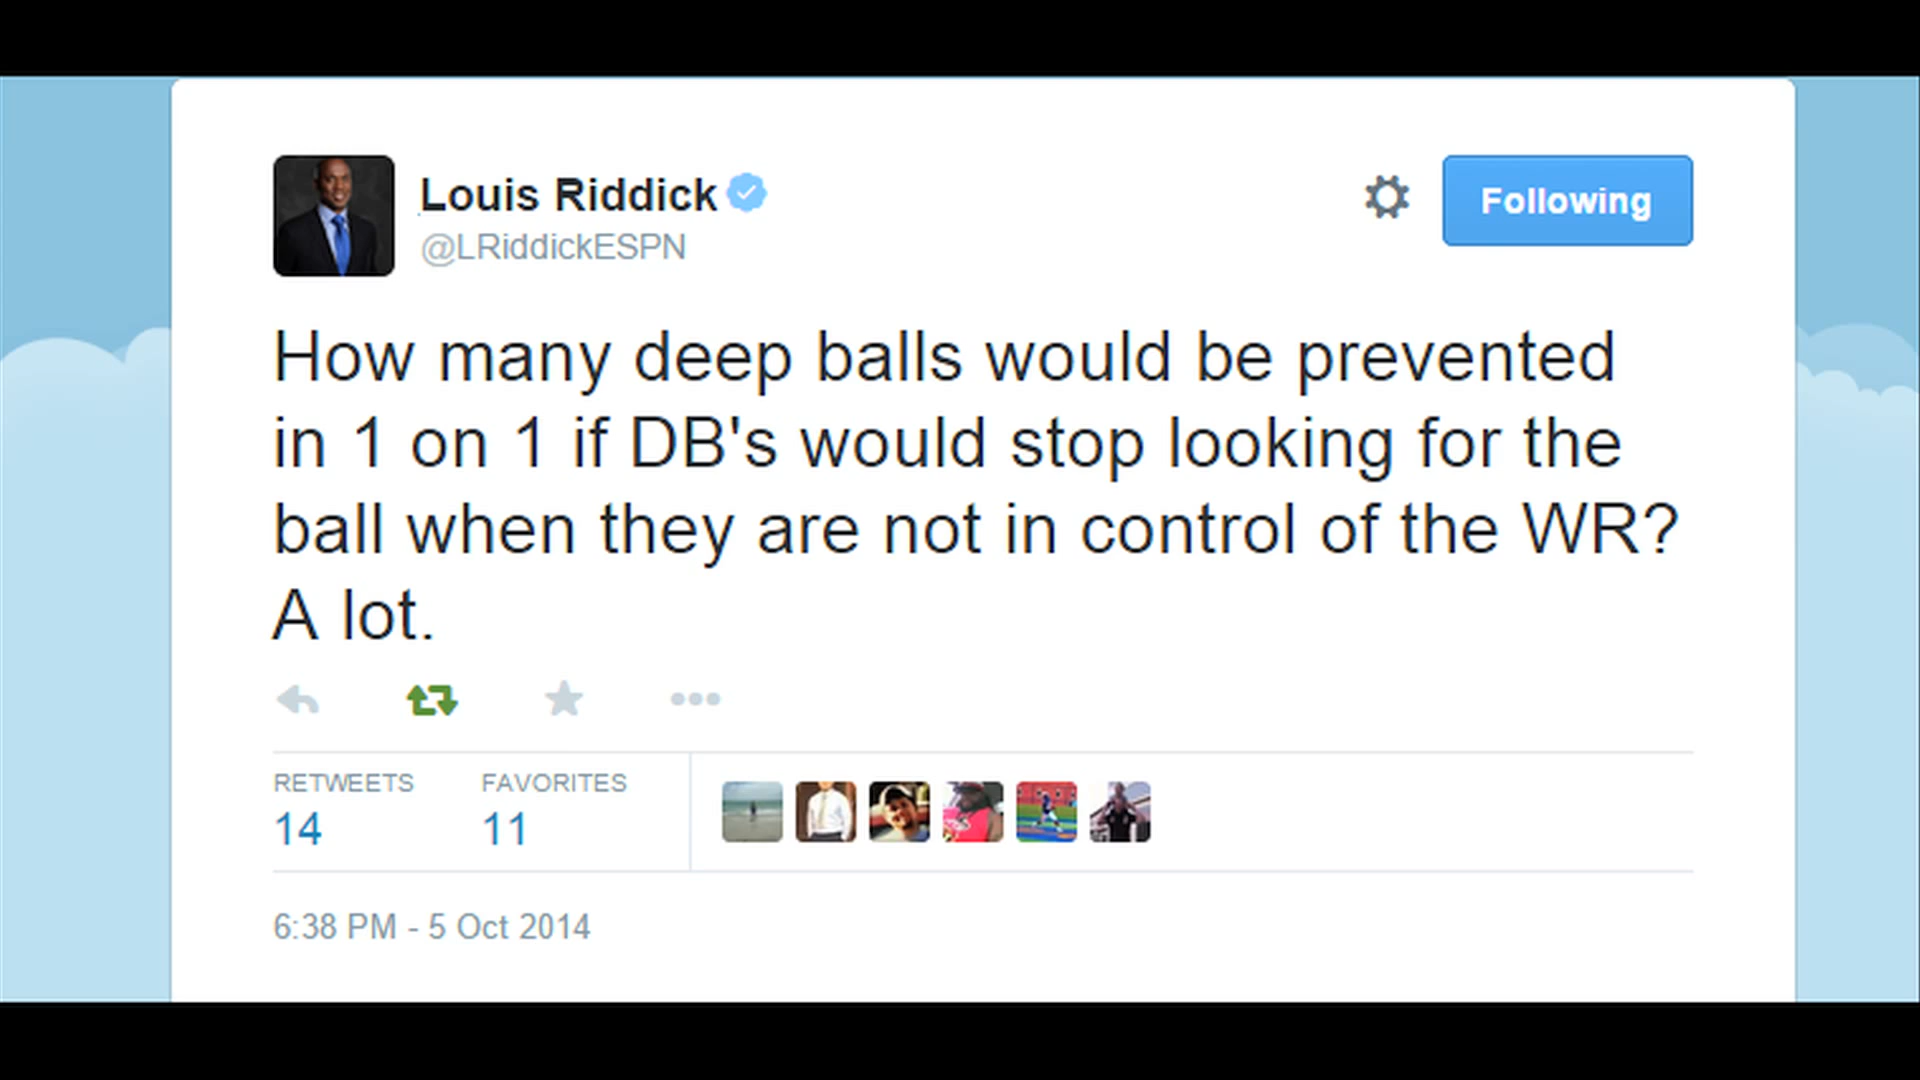 Louis Riddick
@LRiddickESPN
Following
How many deep balls would be prevented
in 1 on 1 if DB's would stop looking for the
ball when they are not in control of the WR?
A lot.
RETWEETS FAVORITES
14 11
6:38 PM - 5 Oct 2014